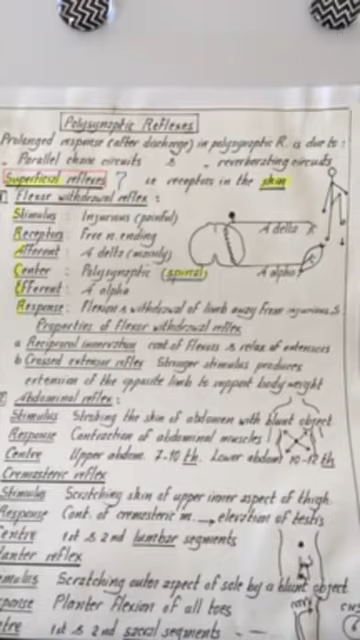 Polysynaptic Reflexes
Prolonged response (after discharge) in polysynaptic R. is due to:
- Parallel chain circuits & - reverberating circuits
Superficial reflexes ? receptors in the skin
Flexor withdrawal reflex :
Stimulus : Injurious (painful)
Receptors : Free n. ending
Afferent : A delta (mainly)
A delta
Center : Polysynaptic (spinal)
A alpha
Efferent : A alpha
Response : Flexion & withdrawal of limb away from injurious S.
Properties of flexor withdrawal reflex
a Reciprocal innervation cont of flexors & relax of extensors
b Crossed extensor reflex Stronger stimulus produces
extension of the opposite limb to support body weight
Abdominal reflex :
Stimulus Stroking the skin of abdomen with blunt object
Response Contraction of abdominal muscles
Centre Upper abdom. 7-10 th. Lower abdom 10-12 th
Cremasteric reflex
Stimulus Scratching skin of upper inner aspect of thigh
Response Cont. of cremasteric m. → elevation of testis
Centre 1st & 2nd lumbar segments
lanter reflex
imulus Scratching outer aspect of sole by a blunt object
ponse Planter flexion of all toes
tre 1st & 2nd sacral segments